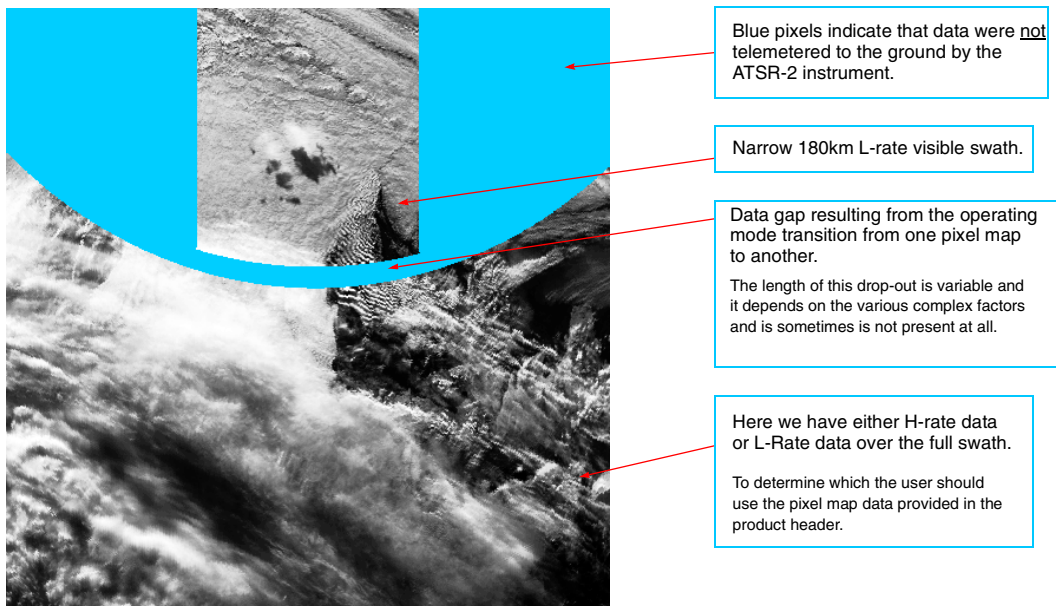 Blue pixels indicate that data were not
telemetered to the ground by the
ATSR-2 instrument.
Narrow 180km L-rate visible swath.
Data gap resulting from the operating
mode transition from one pixel map
to another.
The length of this drop-out is variable and
it depends on the various complex factors
and is sometimes is not present at all.
Here we have either H-rate data
or L-Rate data over the full swath.
To determine which the user should
use the pixel map data provided in the
product header.